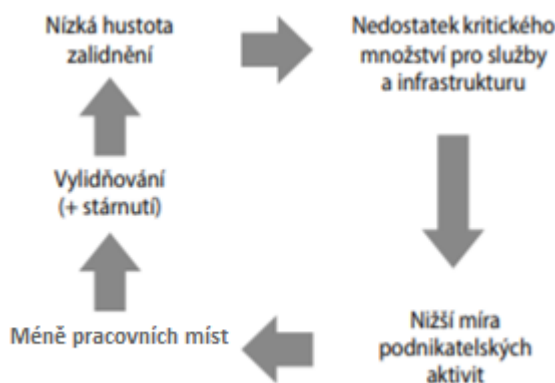 Nízká hustota
zalidnění
Nedostatek kritického
množství pro služby
a infrastrukturu
Vylidňování
(+ stárnutí)
Méně pracovních míst
Nižší míra
podnikatelských
aktivit